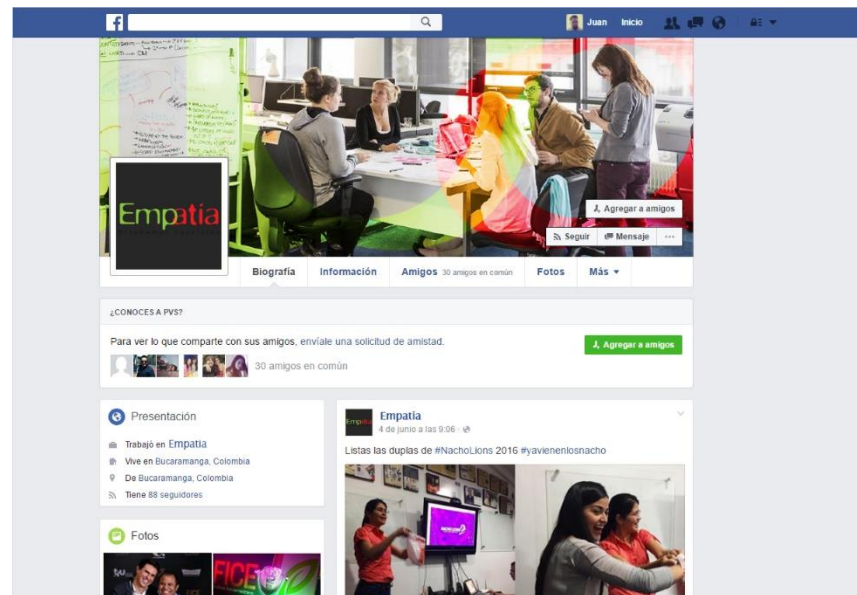 f
Juan Inicio
Empatia
Agregar a amigos
Seguir Mensaje ...
Biografía Información Amigos 30 amigos en común Fotos Más
¿CONOCES A PVS?
Para ver lo que comparte con sus amigos, envíale una solicitud de amistad.
Agregar a amigos
30 amigos en común
Presentación
Trabajó en Empatia
Vive en Bucaramanga, Colombia
De Bucaramanga, Colombia
Tiene 88 seguidores
Fotos
FICE
Empatia
Empatia
4 de junio a las 9:06 ·
Listas las duplas de #NachoLions 2016 #yavienenlosnacho